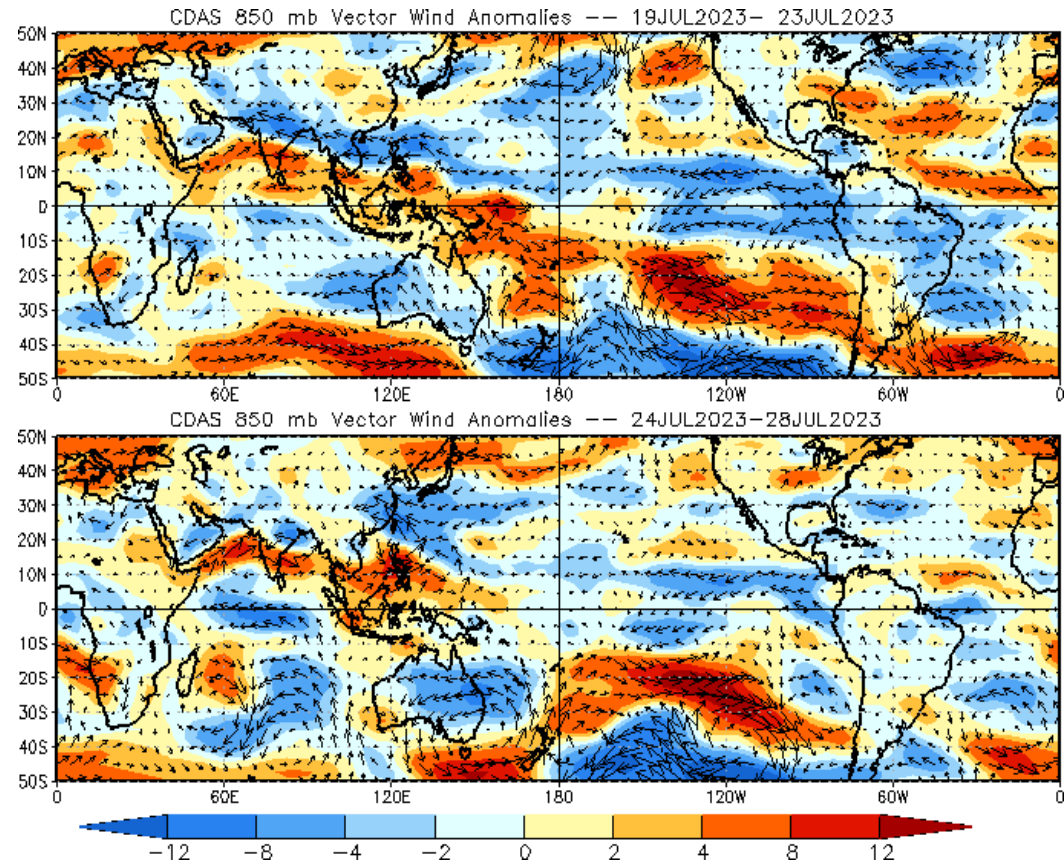 CDAS 850 mb Vector Wind Anomalies -- 19JUL2023- 23JUL2023
50N
40N
30N
20N
10N
0
10S
20S
30S
40S
50S
0 60E 120E 180 120W 60W 0
CDAS 850 mb Vector Wind Anomalies -- 24JUL2023-28JUL2023
50N
40N
30N
20N
10N
0
10S
20S
30S
40S
50S
0 60E 120E 180 120W 60W 0
-12 -8 -4 -2 0 2 4 8 12